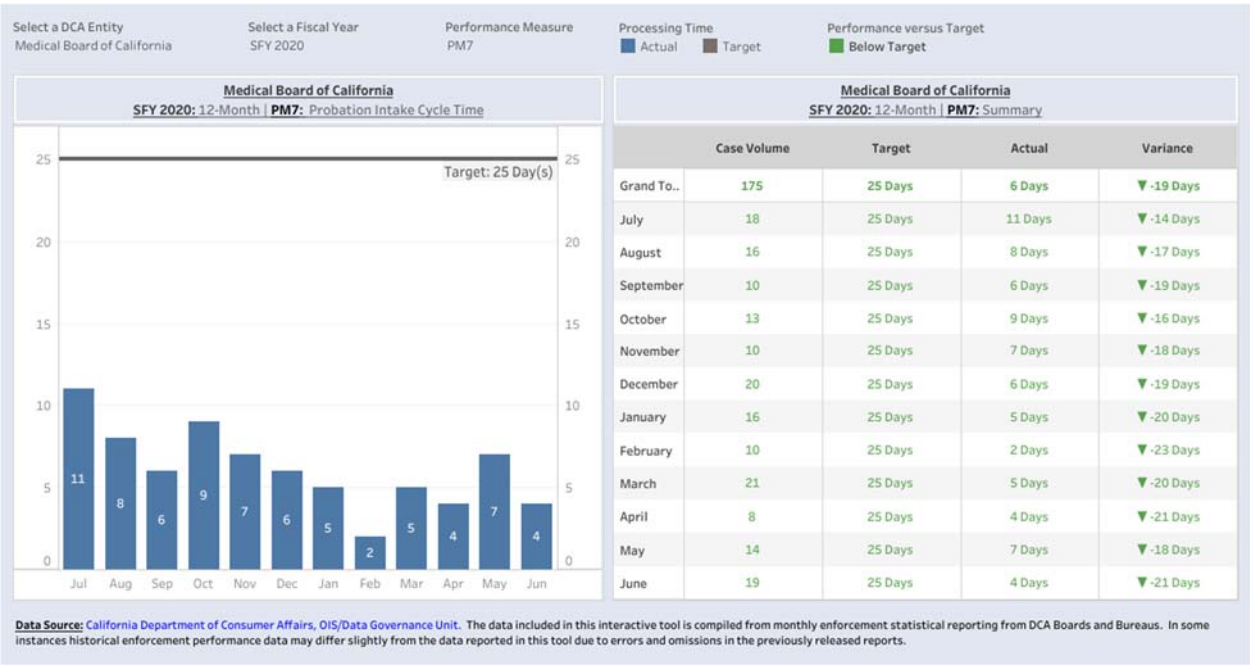 Select a DCA Entity Select a Fiscal Year Performance Measure Processing Time Performance versus Target
Medical Board of California SFY 2020 PM7 Actual Target Below Target
Medical Board of California
SFY 2020: 12-Month | PM7: Probation Intake Cycle Time
25 25
Target: 25 Day(s)
20 20
15 15
10 10
5 5
0 0
11 8 6 9 7 6 5 2 5 4 7 4
Jul Aug Sep Oct Nov Dec Jan Feb Mar Apr May Jun
Medical Board of California
SFY 2020: 12-Month | PM7: Summary
Case Volume Target Actual Variance
Grand To.. 175 25 Days 6 Days ▼ -19 Days
July 18 25 Days 11 Days ▼ -14 Days
August 16 25 Days 8 Days ▼ -17 Days
September 10 25 Days 6 Days ▼ -19 Days
October 13 25 Days 9 Days ▼ -16 Days
November 10 25 Days 7 Days ▼ -18 Days
December 20 25 Days 6 Days ▼ -19 Days
January 16 25 Days 5 Days ▼ -20 Days
February 10 25 Days 2 Days ▼ -23 Days
March 21 25 Days 5 Days ▼ -20 Days
April 8 25 Days 4 Days ▼ -21 Days
May 14 25 Days 7 Days ▼ -18 Days
June 19 25 Days 4 Days ▼ -21 Days
Data Source: California Department of Consumer Affairs, OIS/Data Governance Unit. The data included in this interactive tool is compiled from monthly enforcement statistical reporting from DCA Boards and Bureaus. In some
instances historical enforcement performance data may differ slightly from the data reported in this tool due to errors and omissions in the previously released reports.